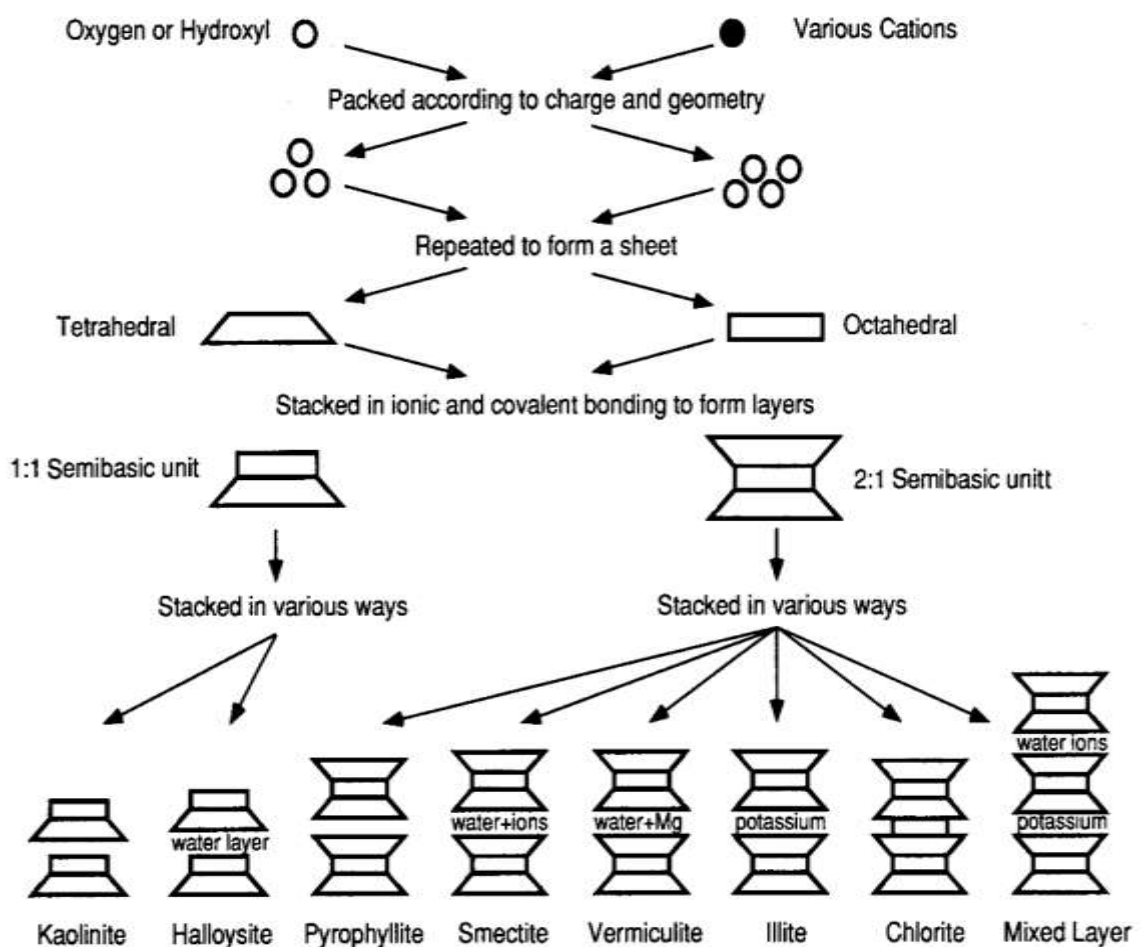 Oxygen or Hydroxyl
Various Cations
Packed according to charge and geometry
Repeated to form a sheet
Tetrahedral
Octahedral
Stacked in ionic and covalent bonding to form layers
1:1 Semibasic unit
2:1 Semibasic unitt
Stacked in various ways
Stacked in various ways
water ions
water+ions
water+Mg
potassium
potassium
water layer
Kaolinite
Halloysite
Pyrophyllite
Smectite
Vermiculite
Illite
Chlorite
Mixed Layer